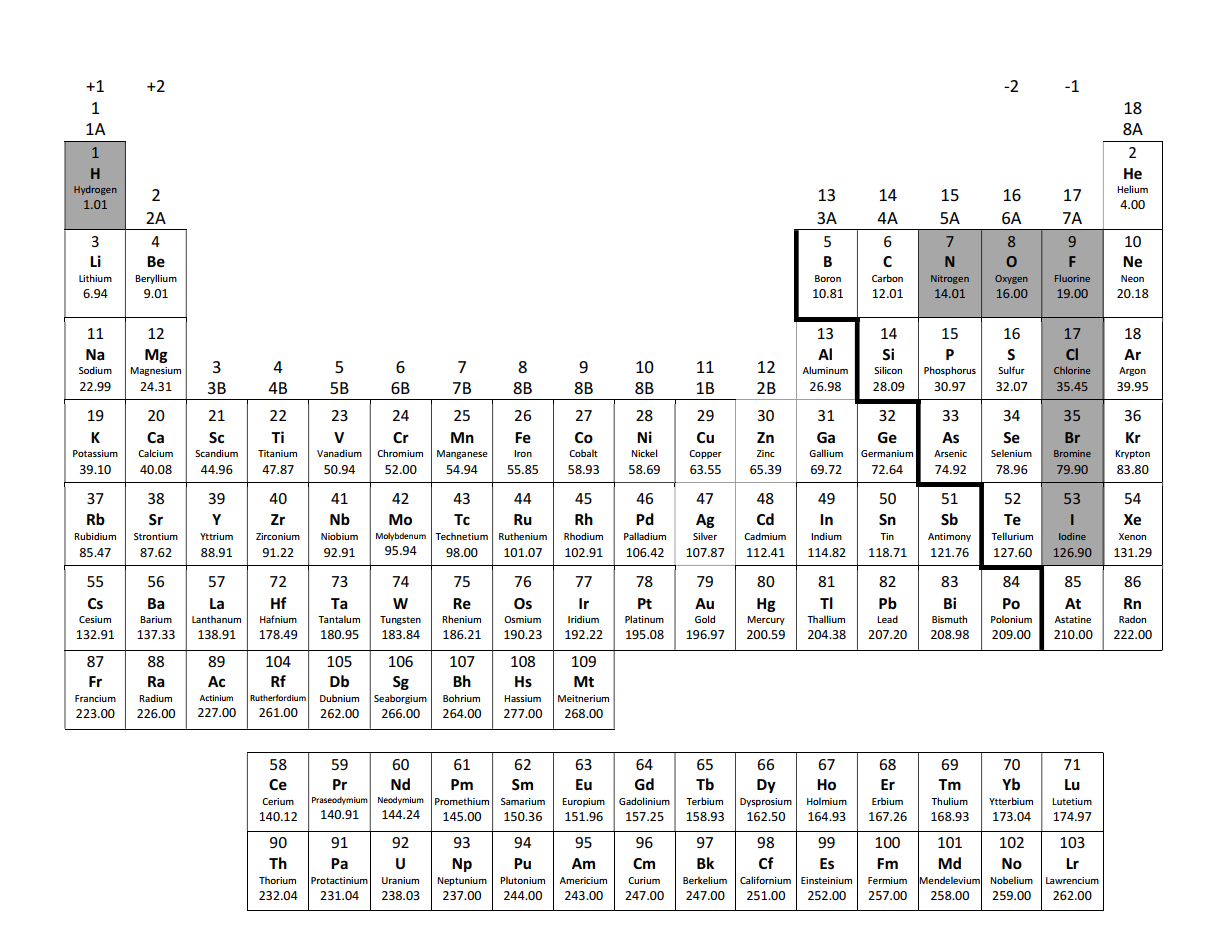 +1 +2 -2 -1
1 18
1A 8A
1 2
H He
Hydrogen 2 13 14 15 16 17 Helium
1.01 2A 3A 4A 5A 6A 7A 4.00
3 4 5 6 7 8 9 10
Li Be B C N O F Ne
Lithium Beryllium Boron Carbon Nitrogen Oxygen Fluorine Neon
6.94 9.01 10.81 12.01 14.01 16.00 19.00 20.18
11 12 13 14 15 16 17 18
Na Mg Al Si P S Cl Ar
Sodium Magnesium 3 4 5 6 7 8 9 10 11 12 Aluminum Silicon Phosphorus Sulfur Chlorine Argon
22.99 24.31 3B 4B 5B 6B 7B 8B 8B 8B 1B 2B 26.98 28.09 30.97 32.07 35.45 39.95
19 20 21 22 23 24 25 26 27 28 29 30 31 32 33 34 35 36
K Ca Sc Ti V Cr Mn Fe Co Ni Cu Zn Ga Ge As Se Br Kr
Potassium Calcium Scandium Titanium Vanadium Chromium Manganese Iron Cobalt Nickel Copper Zinc Gallium Germanium Arsenic Selenium Bromine Krypton
39.10 40.08 44.96 47.87 50.94 52.00 54.94 55.85 58.93 58.69 63.55 65.39 69.72 72.64 74.92 78.96 79.90 83.80
37 38 39 40 41 42 43 44 45 46 47 48 49 50 51 52 53 54
Rb Sr Y Zr Nb Mo Tc Ru Rh Pd Ag Cd In Sn Sb Te I Xe
Rubidium Strontium Yttrium Zirconium Niobium Molybdenum Technetium Ruthenium Rhodium Palladium Silver Cadmium Indium Tin Antimony Tellurium Iodine Xenon
85.47 87.62 88.91 91.22 92.91 95.94 98.00 101.07 102.91 106.42 107.87 112.41 114.82 118.71 121.76 127.60 126.90 131.29
55 56 57 72 73 74 75 76 77 78 79 80 81 82 83 84 85 86
Cs Ba La Hf Ta W Re Os Ir Pt Au Hg Tl Pb Bi Po At Rn
Cesium Barium Lanthanum Hafnium Tantalum Tungsten Rhenium Osmium Iridium Platinum Gold Mercury Thallium Lead Bismuth Polonium Astatine Radon
132.91 137.33 138.91 178.49 180.95 183.84 186.21 190.23 192.22 195.08 196.97 200.59 204.38 207.20 208.98 209.00 210.00 222.00
87 88 89 104 105 106 107 108 109
Fr Ra Ac Rf Db Sg Bh Hs Mt
Francium Radium Actinium Rutherfordium Dubnium Seaborgium Bohrium Hassium Meitnerium
223.00 226.00 227.00 261.00 262.00 266.00 264.00 277.00 268.00
58 59 60 61 62 63 64 65 66 67 68 69 70 71
Ce Pr Nd Pm Sm Eu Gd Tb Dy Ho Er Tm Yb Lu
Cerium Praseodymium Neodymium Promethium Samarium Europium Gadolinium Terbium Dysprosium Holmium Erbium Thulium Ytterbium Lutetium
140.12 140.91 144.24 145.00 150.36 151.96 157.25 158.93 162.50 164.93 167.26 168.93 173.04 174.97
90 91 92 93 94 95 96 97 98 99 100 101 102 103
Th Pa U Np Pu Am Cm Bk Cf Es Fm Md No Lr
Thorium Protactinium Uranium Neptunium Plutonium Americium Curium Berkelium Californium Einsteinium Fermium Mendelevium Nobelium Lawrencium
232.04 231.04 238.03 237.00 244.00 243.00 247.00 247.00 251.00 252.00 257.00 258.00 259.00 262.00